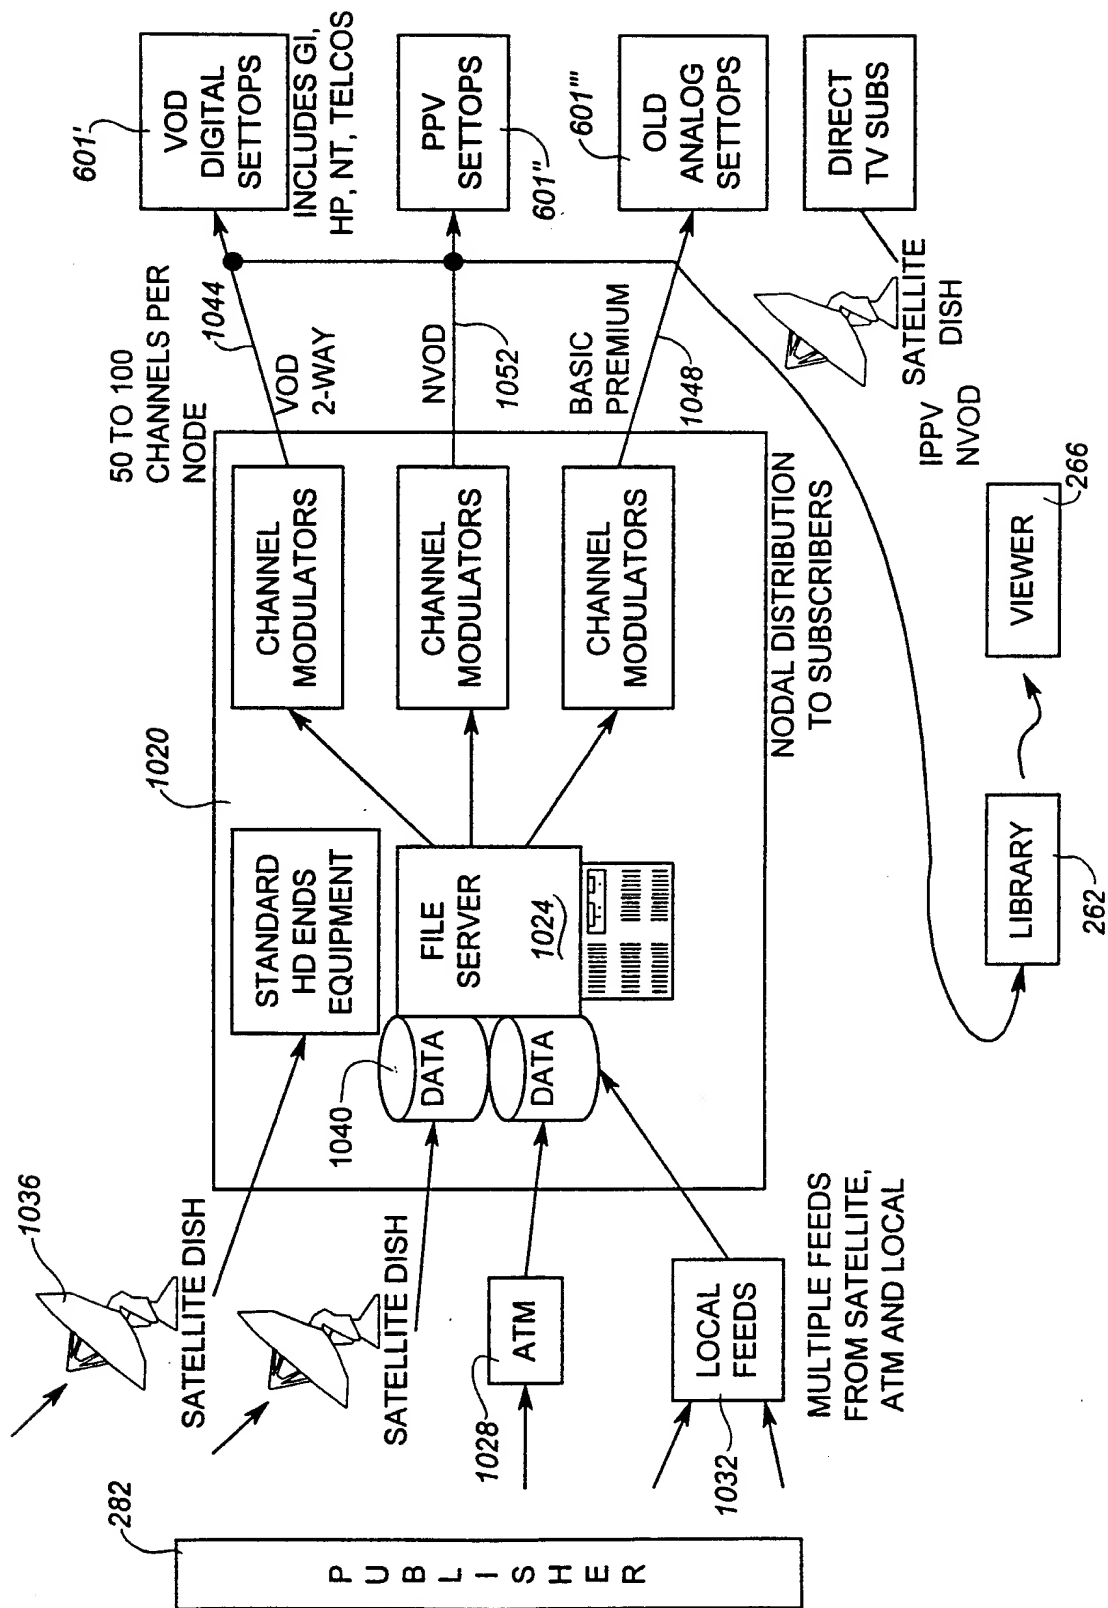 282
PUBLISHER
1036
SATELLITE DISH
SATELLITE DISH
1028
ATM
1032
LOCAL
FEEDS
MULTIPLE FEEDS
FROM SATELLITE,
ATM AND LOCAL
1020
STANDARD
HD ENDS
EQUIPMENT
1040
DATA
DATA
FILE
SERVER
1024
CHANNEL
MODULATORS
CHANNEL
MODULATORS
CHANNEL
MODULATORS
NODAL DISTRIBUTION
TO SUBSCRIBERS
50 TO 100
CHANNELS PER
NODE
1044
VOD
2-WAY
NVOD
1052
BASIC
PREMIUM
1048
601'
VOD
DIGITAL
SETTOPS
INCLUDES GI,
HP, NT, TELCOS
PPV
SETTOPS
601"
601'''
OLD
ANALOG
SETTOPS
DIRECT
TV SUBS
SATELLITE
DISH
IPPV
NVOD
LIBRARY
262
VIEWER
266